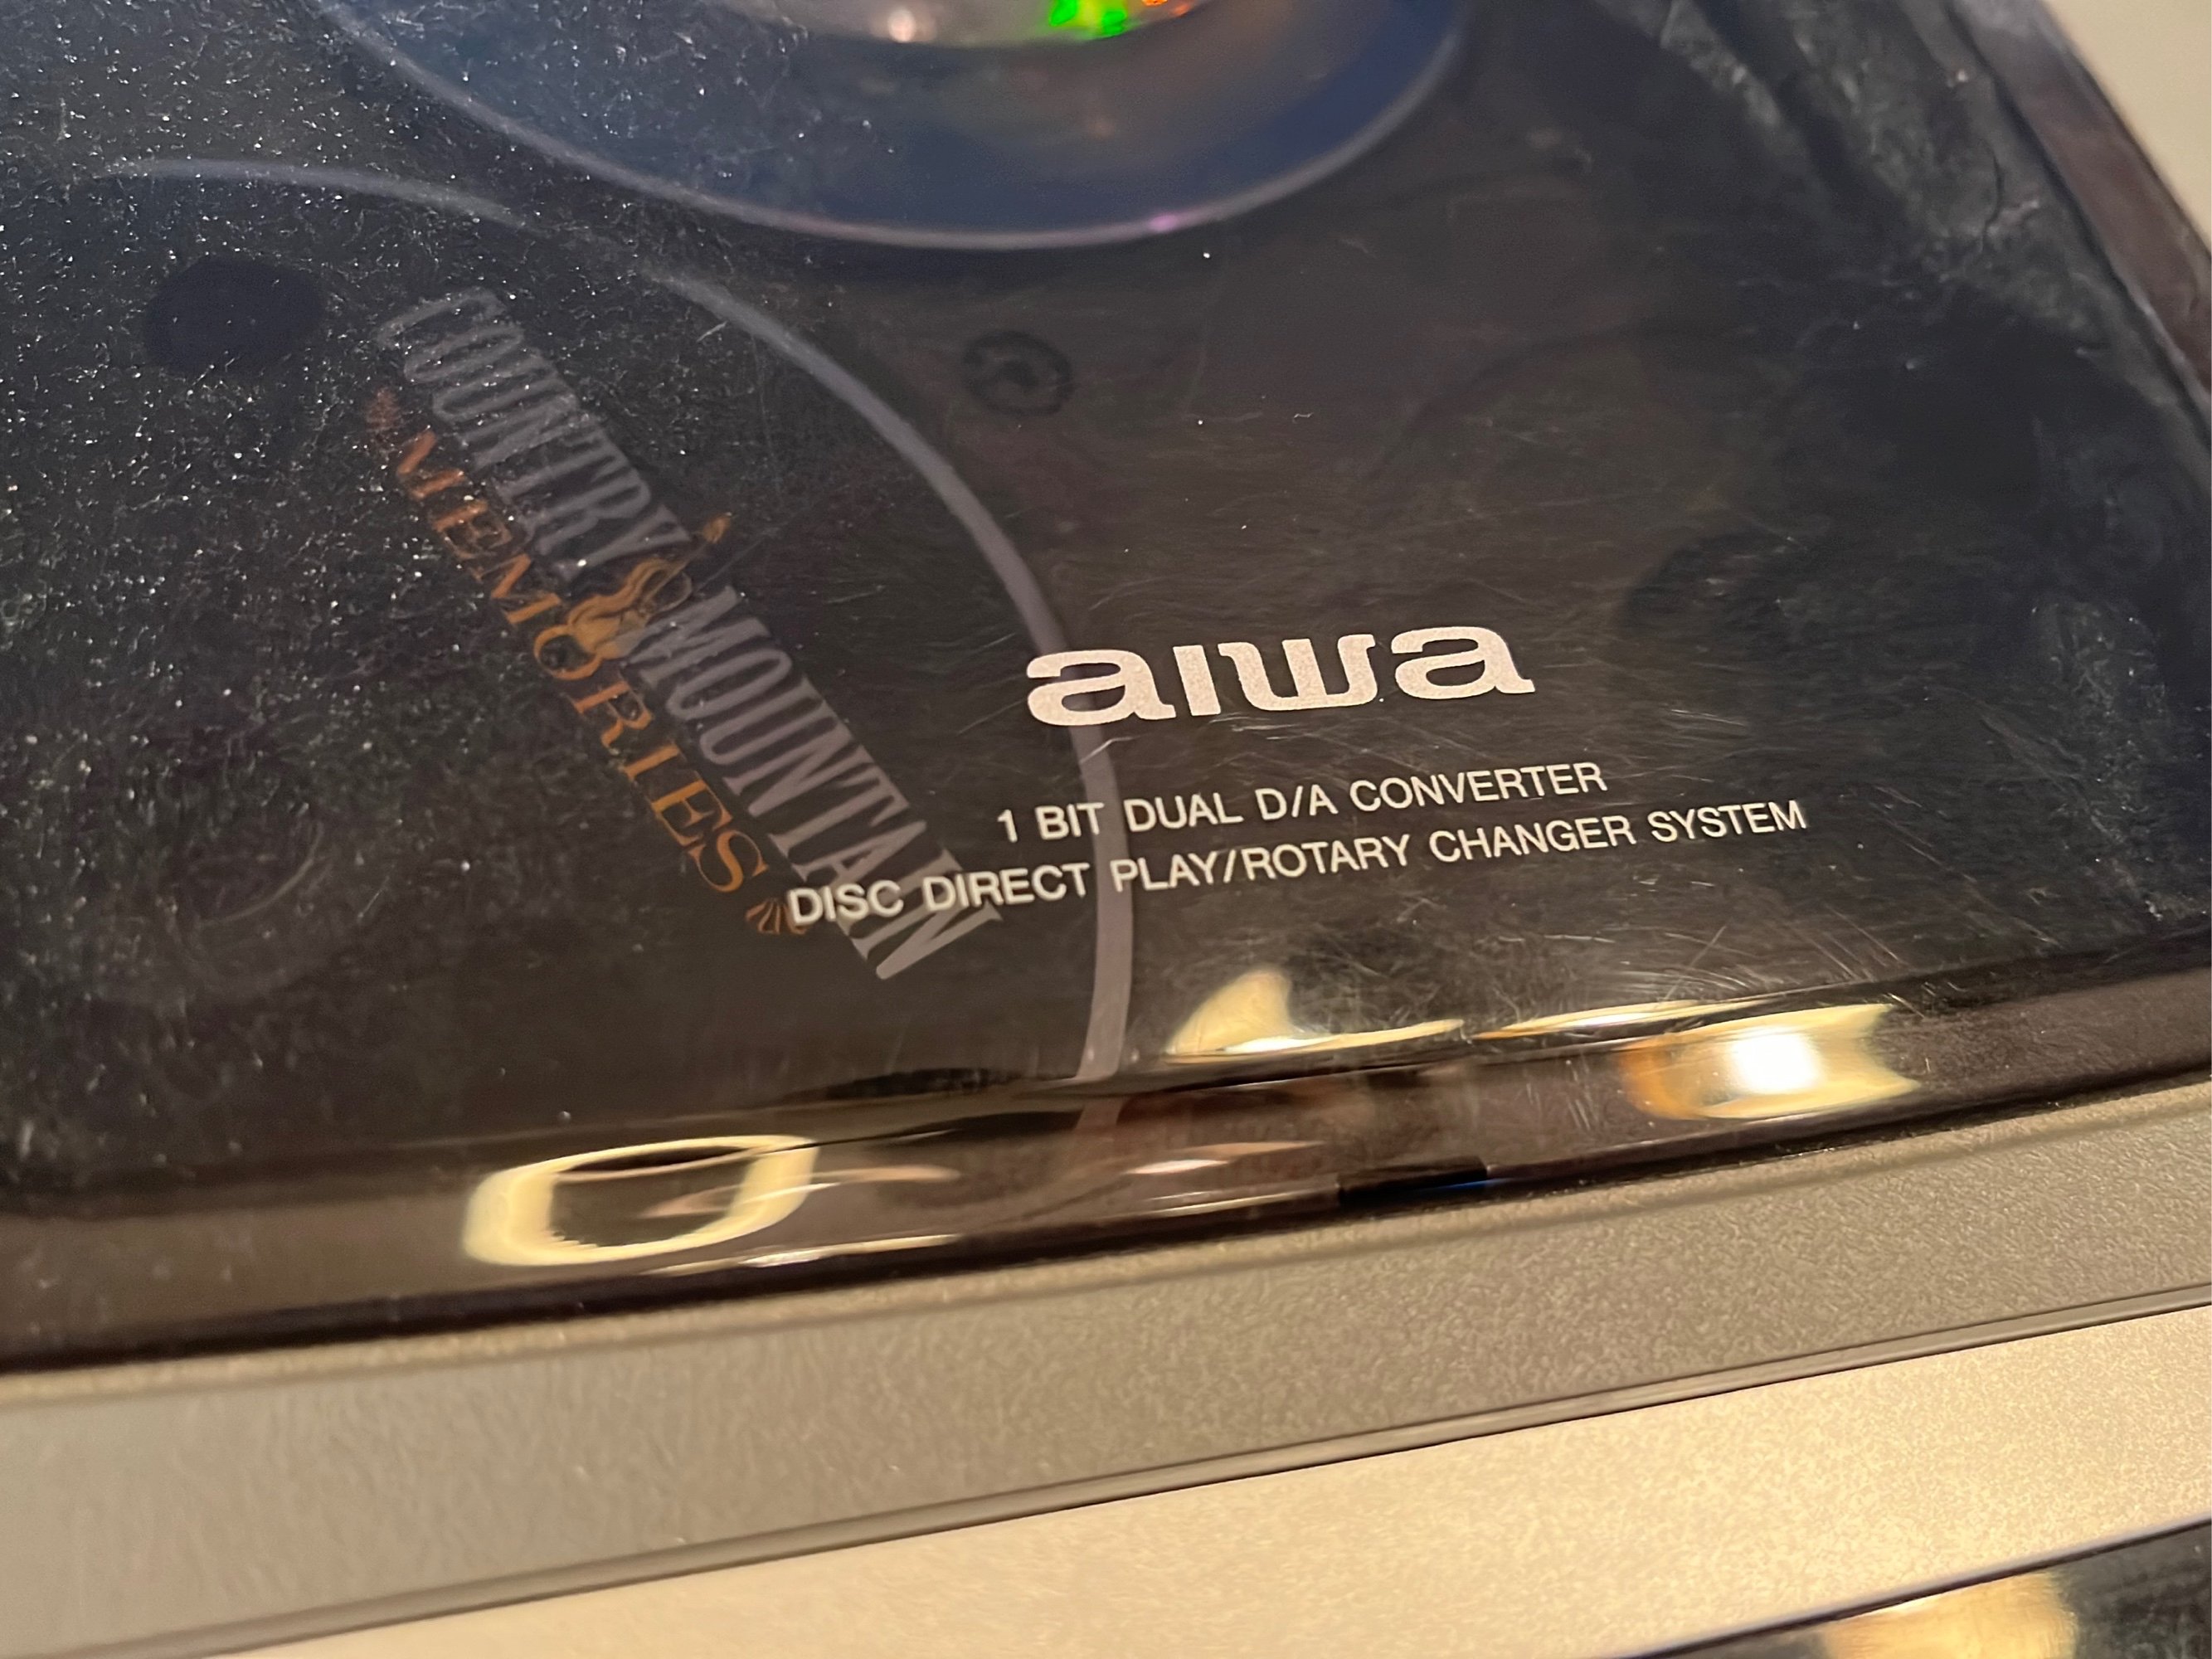 COUNTRY MOUNTAIN
MEMORIES
aiwa
1 BIT DUAL D/A CONVERTER
DISC DIRECT PLAY/ROTARY CHANGER SYSTEM